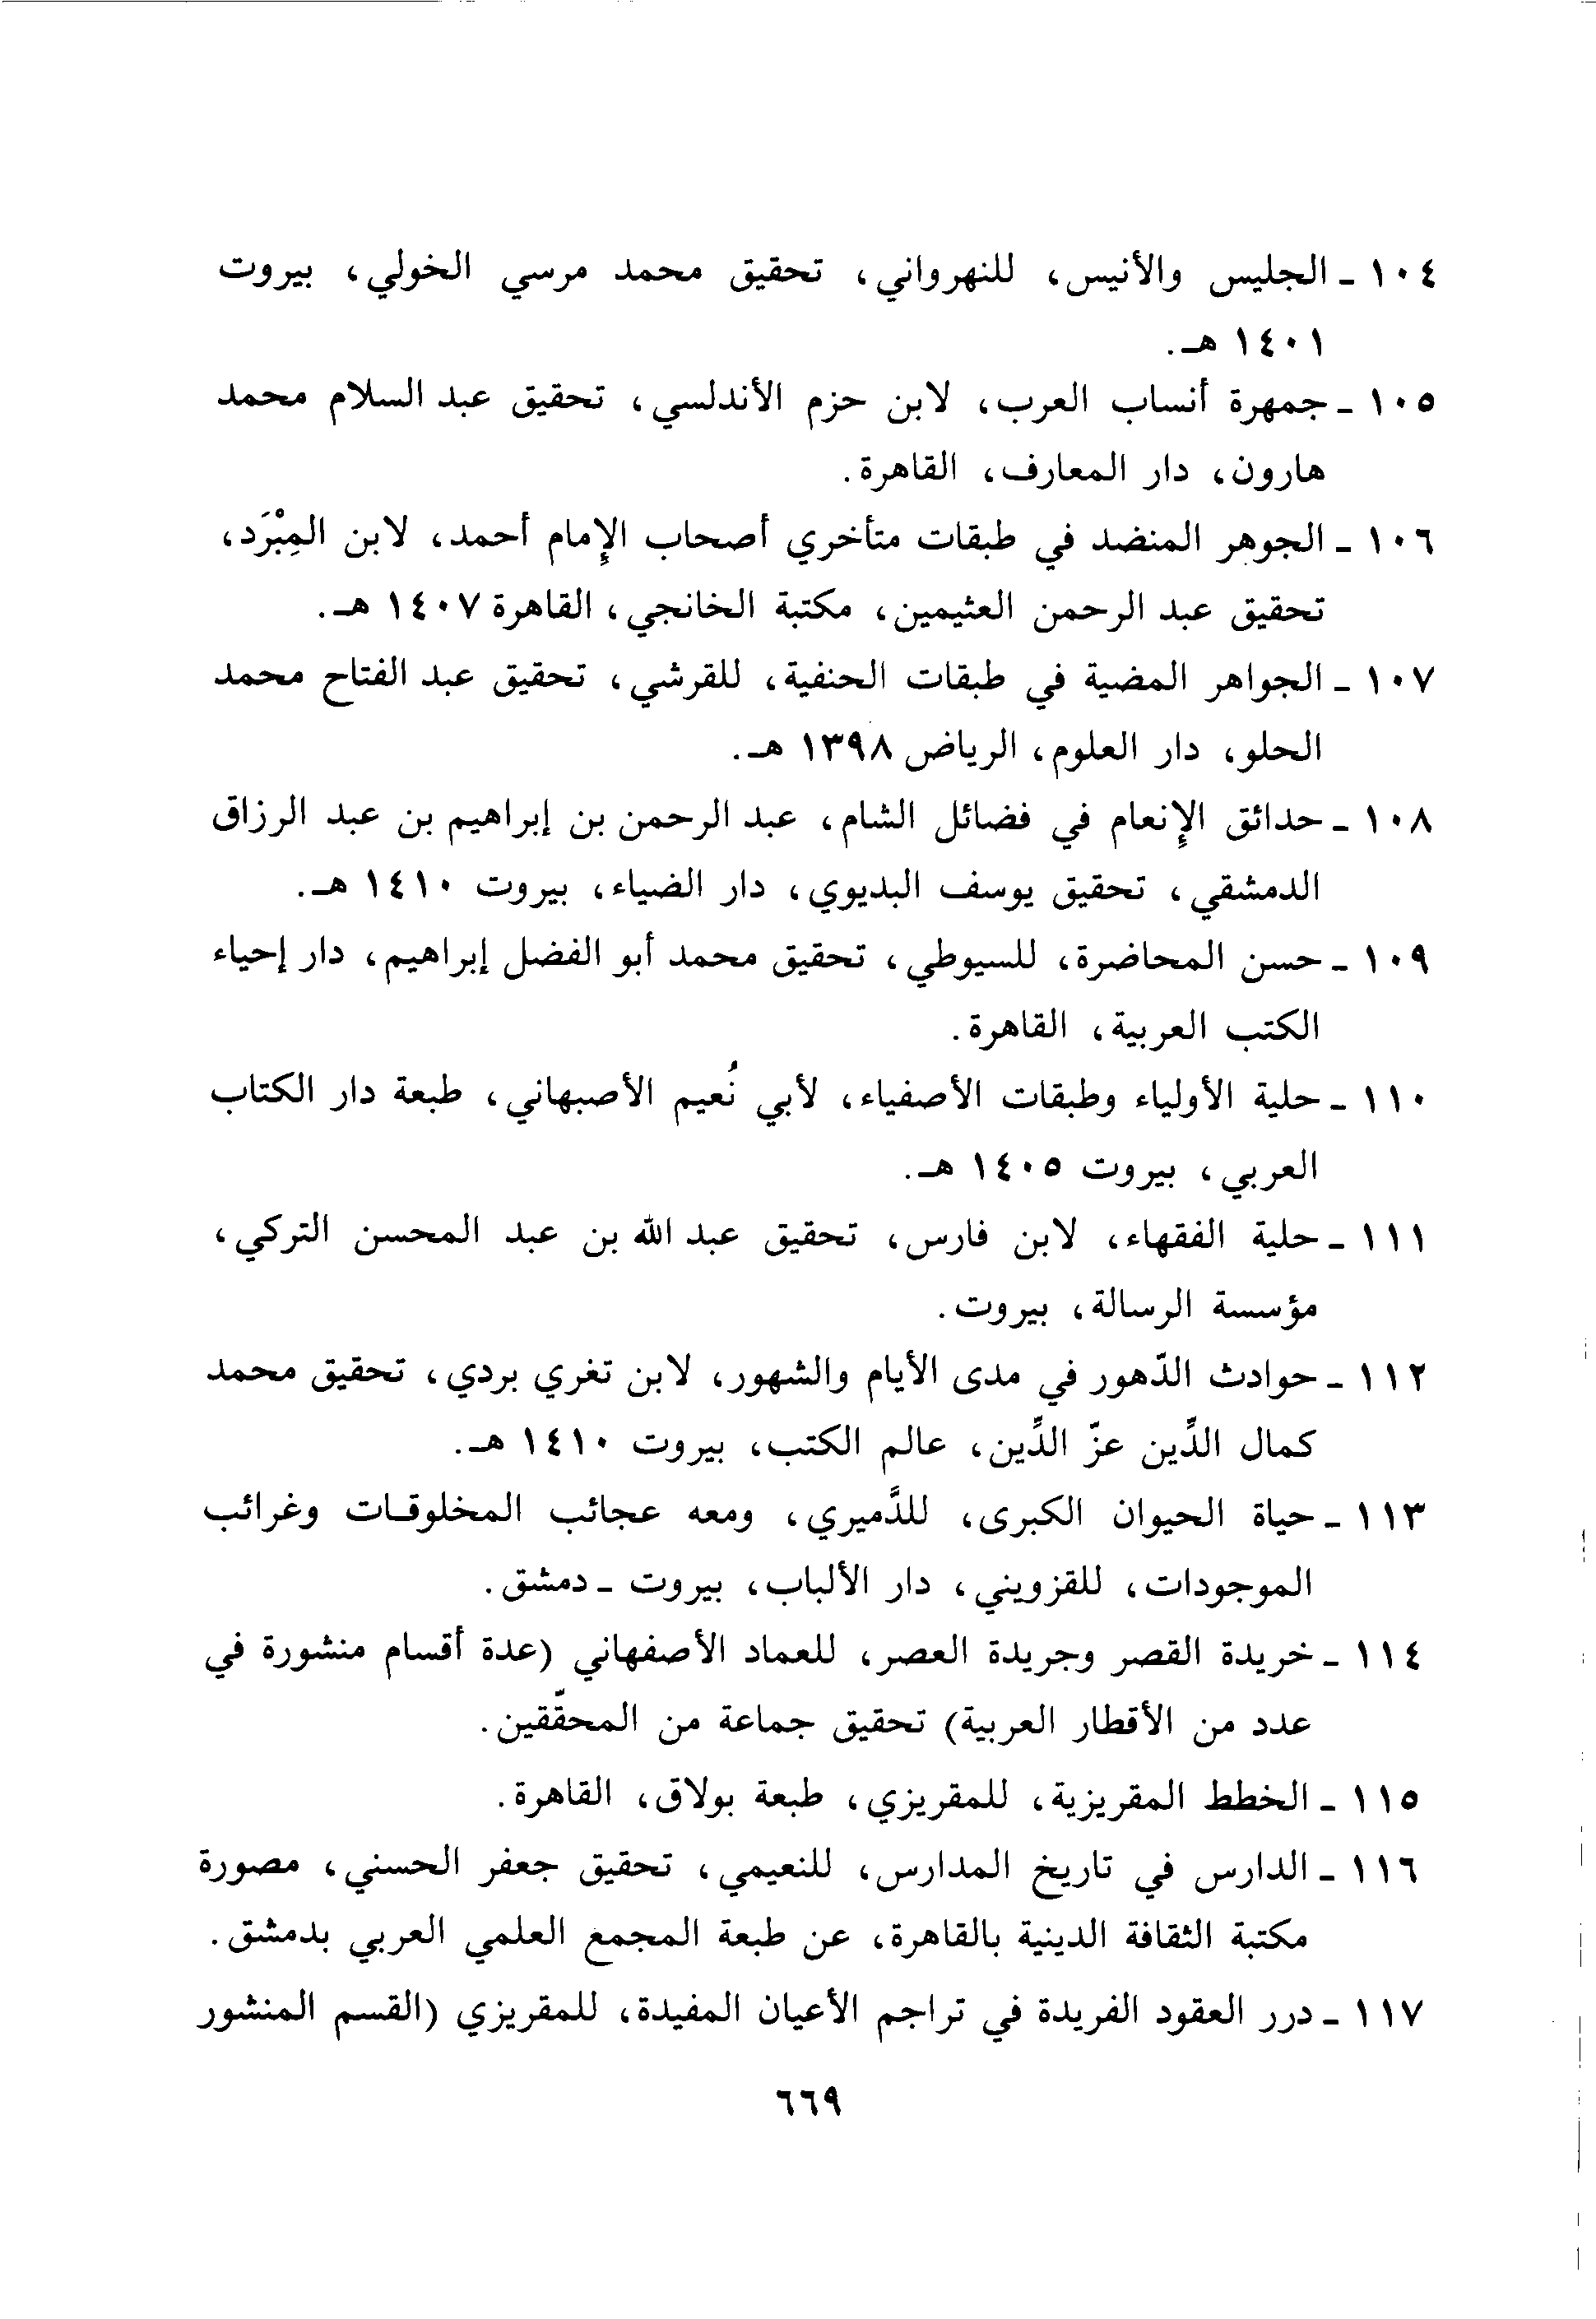 ١٠٤ - الجليس والأنيس، للنهرواني، تحقيق محمد مرسي الخولي، بيروت
١٤٠١ هـ.
١٠٥ - جمهرة أنساب العرب، لابن حزم الأندلسي، تحقيق عبد السلام محمد
هارون، دار المعارف، القاهرة.
١٠٦ - الجوهر المنضد في طبقات متأخري أصحاب الإمام أحمد، لابن المِبْرَد،
تحقيق عبد الرحمن العثيمين، مكتبة الخانجي، القاهرة ١٤٠٧ هـ.
١٠٧ - الجواهر المضية في طبقات الحنفية، للقرشي، تحقيق عبد الفتاح محمد
الحلو، دار العلوم، الرياض ١٣٩٨ هـ.
١٠٨ - حدائق الإنعام في فضائل الشام، عبد الرحمن بن إبراهيم بن عبد الرزاق
الدمشقي، تحقيق يوسف البديوي، دار الضياء، بيروت ١٤١٠ هـ.
١٠٩ - حسن المحاضرة، للسيوطي، تحقيق محمد أبو الفضل إبراهيم، دار إحياء
الكتب العربية، القاهرة.
١١٠ - حلية الأولياء وطبقات الأصفياء، لأبي نُعيم الأصبهاني، طبعة دار الكتاب
العربي، بيروت ١٤٠٥ هـ.
١١١ - حلية الفقهاء، لابن فارس، تحقيق عبد الله بن عبد المحسن التركي،
مؤسسة الرسالة، بيروت.
١١٢ - حوادث الدّهور في مدى الأيام والشهور، لابن تغري بردي، تحقيق محمد
كمال الدِّين عزّ الدِّين، عالم الكتب، بيروت ١٤١٠ هـ.
١١٣ - حياة الحيوان الكبرى، للدَّميري، ومعه عجائب المخلوقات وغرائب
الموجودات، للقزويني، دار الألباب، بيروت - دمشق.
١١٤ - خريدة القصر وجريدة العصر، للعماد الأصفهاني (عدة أقسام منشورة في
عدد من الأقطار العربية) تحقيق جماعة من المحقّقين.
١١٥ - الخطط المقريزية، للمقريزي، طبعة بولاق، القاهرة.
١١٦ - الدارس في تاريخ المدارس، للنعيمي، تحقيق جعفر الحسني، مصورة
مكتبة الثقافة الدينية بالقاهرة، عن طبعة المجمع العلمي العربي بدمشق.
١١٧ - درر العقود الفريدة في تراجم الأعيان المفيدة، للمقريزي (القسم المنشور
٦٦٩